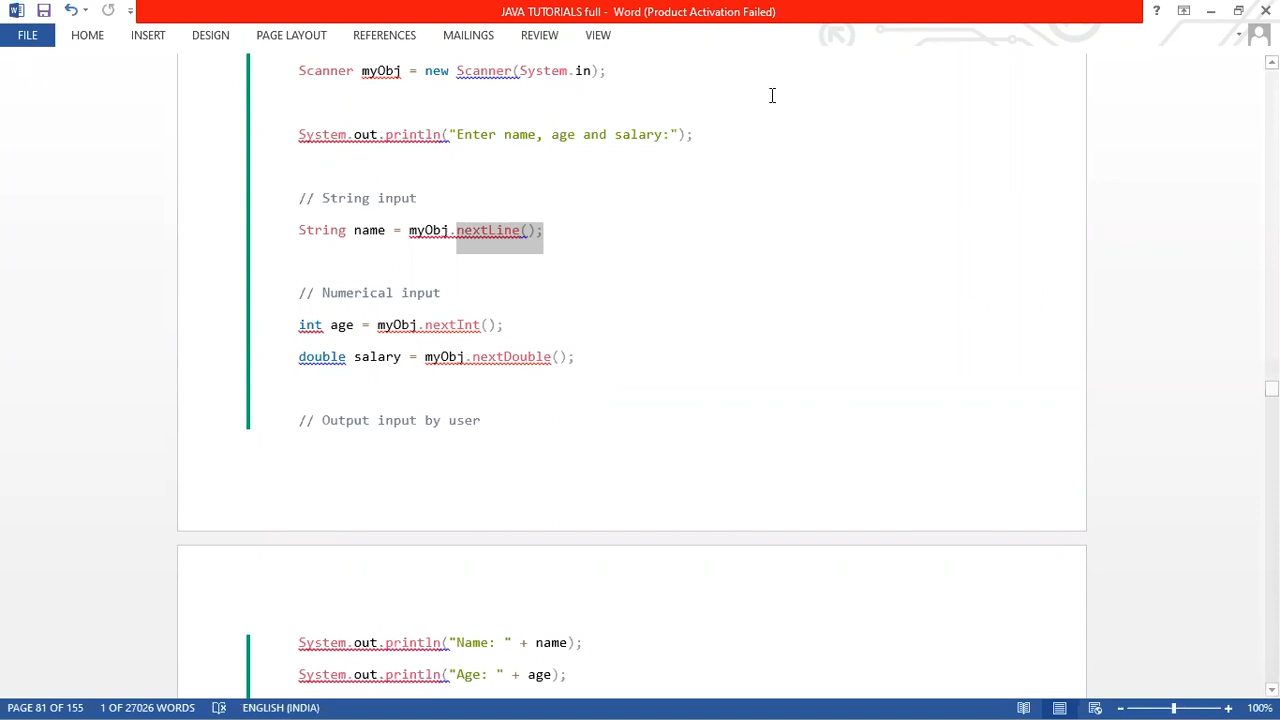 JAVA TUTORIALS full - Word (Product Activation Failed)
FILE HOME INSERT DESIGN PAGE LAYOUT REFERENCES MAILINGS REVIEW VIEW
Scanner myObj = new Scanner(System.in);
System.out.println("Enter name, age and salary:");
// String input
String name = myObj.nextLine();
// Numerical input
int age = myObj.nextInt();
double salary = myObj.nextDouble();
// Output input by user
System.out.println("Name: " + name);
System.out.println("Age: " + age);
PAGE 81 OF 155 1 OF 27026 WORDS ENGLISH (INDIA) 100%